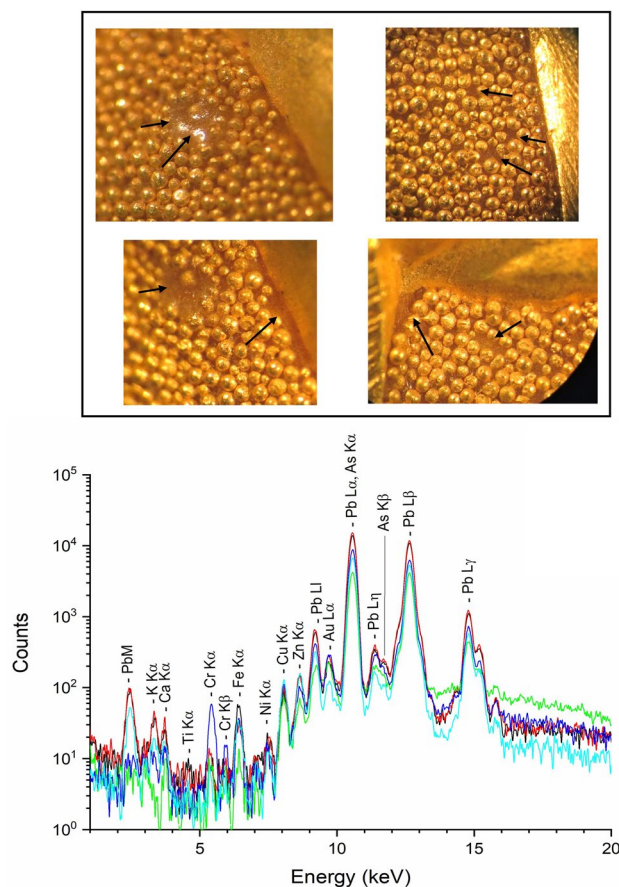 PbM
K Kα
Ca Kα
Ti Kα
Cr Kα
Cr Kβ
Fe Kα
Ni Kα
Cu Kα
Zn Kα
Pb Ll
Au Lα
Pb Lα, As Kα
Pb Lη
As Kβ
Pb Lβ
Pb Lγ
Counts
10⁵
10⁴
10³
10²
10¹
10⁰
5 10 15 20
Energy (keV)